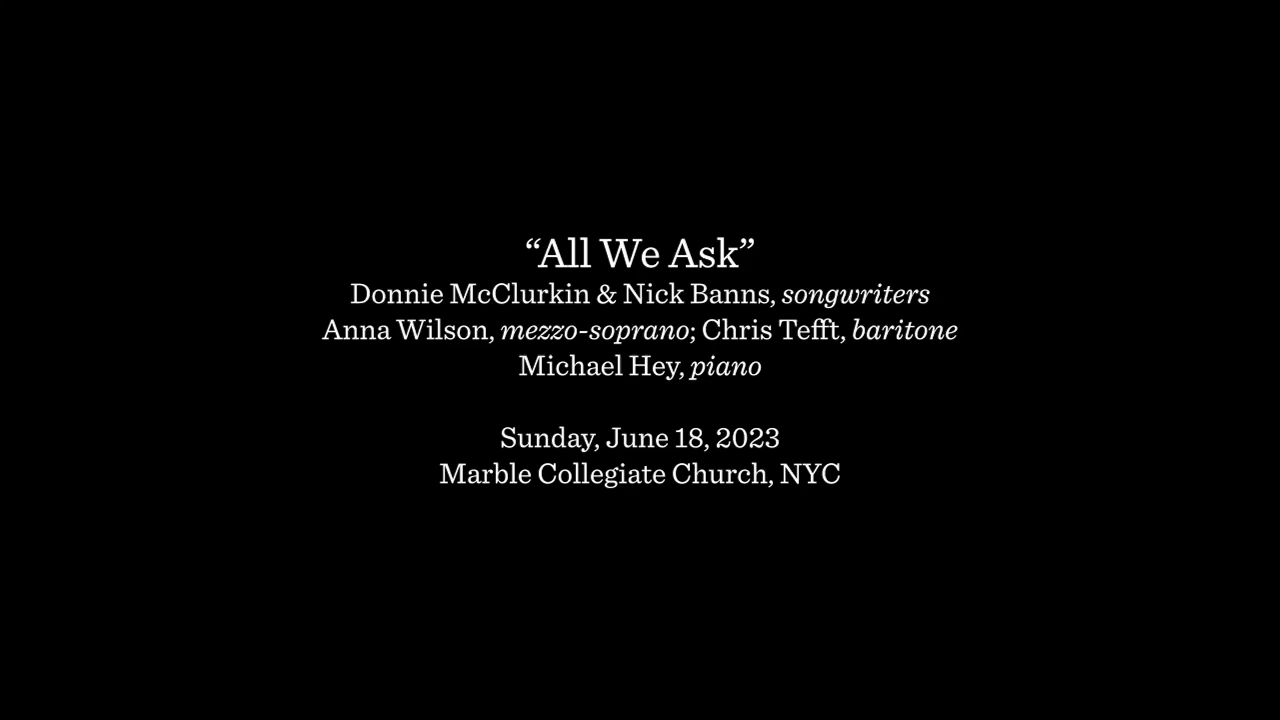 “All We Ask”
Donnie McClurkin & Nick Banns, songwriters
Anna Wilson, mezzo-soprano; Chris Tefft, baritone
Michael Hey, piano
Sunday, June 18, 2023
Marble Collegiate Church, NYC